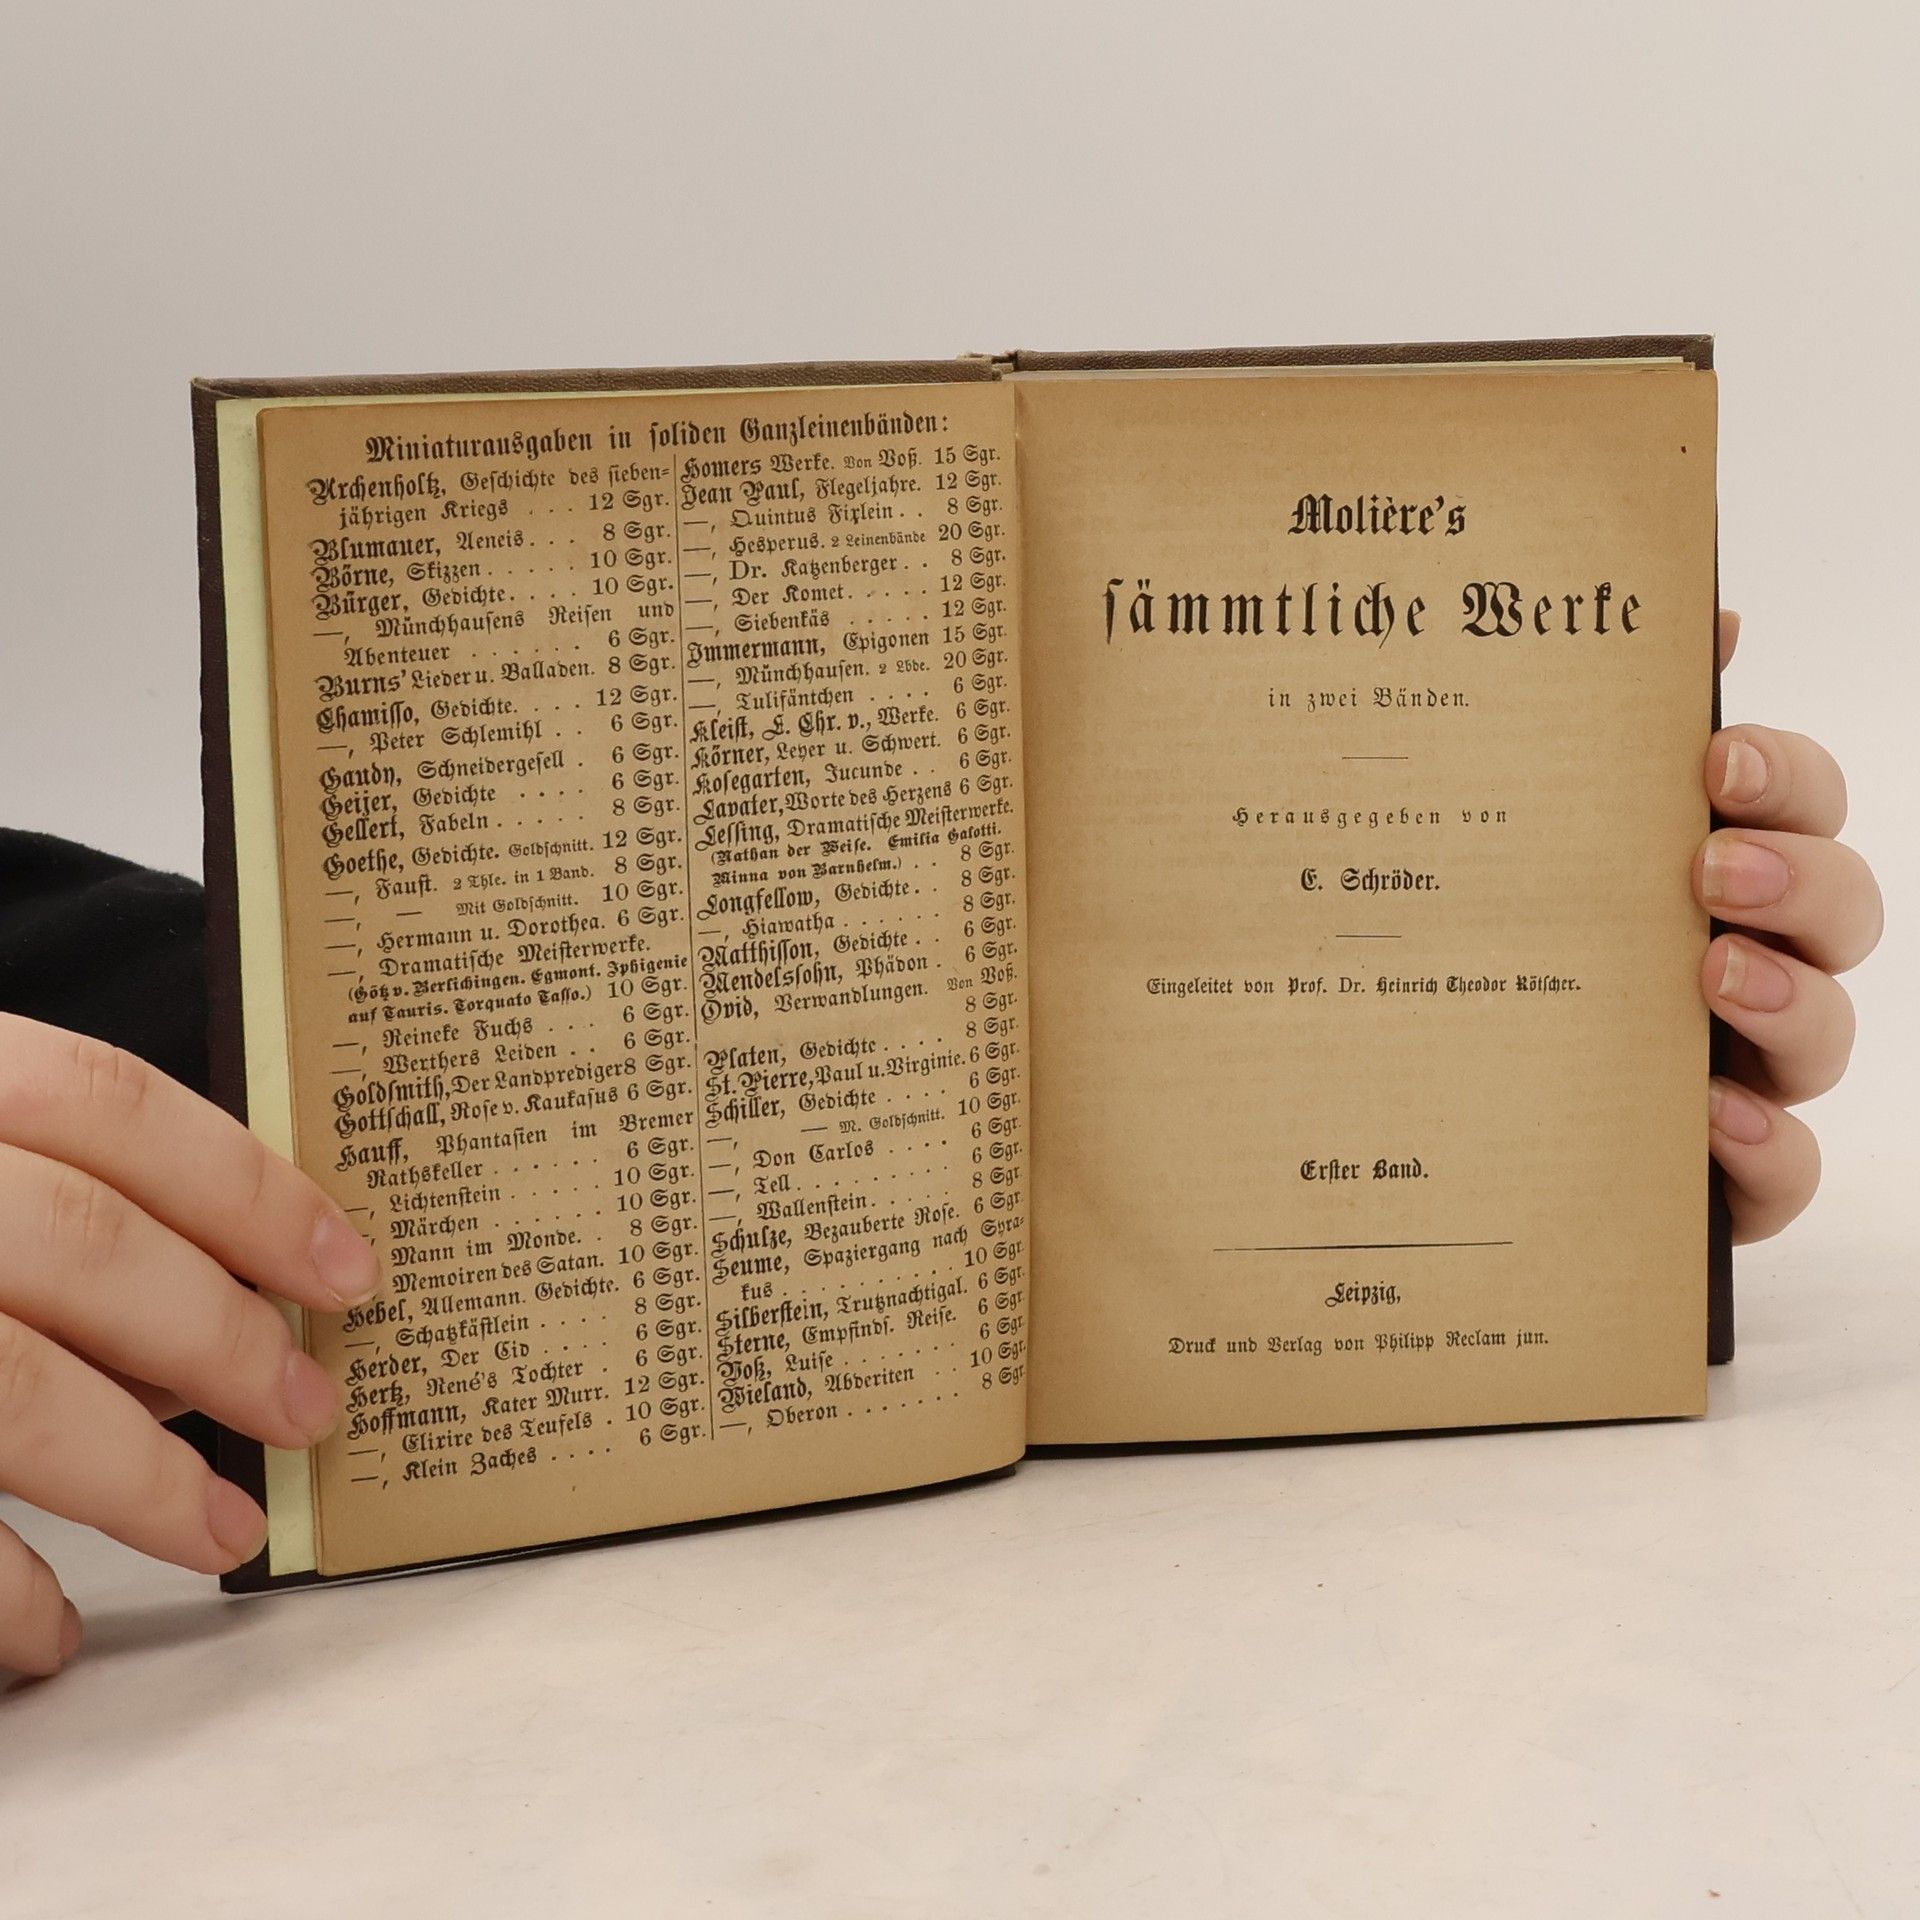 Miniaturausgaben in soliden Ganzleinenbänden:
Archenholtz, Geschichte des sieben-
jährigen Kriegs . . . 12 Sgr.
Blumauer, Aeneis. . . 8 Sgr.
Börne, Skizzen. . . . . 10 Sgr.
Bürger, Gedichte. . . . 10 Sgr.
—, Münchhausens Reisen und
Abenteuer . . . . . . 6 Sgr.
Burns' Lieder u. Balladen. 8 Sgr.
Chamisso, Gedichte. . . . 12 Sgr.
—, Peter Schlemihl . . 6 Sgr.
Gaudy, Schneidergesell . 6 Sgr.
Geijer, Gedichte . . . . 6 Sgr.
Gellert, Fabeln. . . . . 8 Sgr.
Goethe, Gedichte. Goldschnitt. 12 Sgr.
—, Faust. 2 Thle. in 1 Band. 8 Sgr.
—, — Mit Goldschnitt. 10 Sgr.
—, Hermann u. Dorothea. 6 Sgr.
—, Dramatische Meisterwerke.
(Götz v. Berlichingen. Egmont. Iphigenie
auf Tauris. Torquato Tasso.) 10 Sgr.
—, Reineke Fuchs . . . 6 Sgr.
—, Werthers Leiden . . 6 Sgr.
Goldsmith, Der Landprediger 8 Sgr.
Gottschall, Rose v. Kaukasus 6 Sgr.
Hauff, Phantasien im Bremer
Rathskeller . . . . . . 6 Sgr.
—, Lichtenstein . . . . . 10 Sgr.
—, Märchen . . . . . . 10 Sgr.
Mann im Monde. . 8 Sgr.
Memoiren des Satan. 10 Sgr.
Hebel, Allemann. Gedichte. 6 Sgr.
—, Schatzkästlein . . . . 8 Sgr.
Herder, Der Cid . . . . 6 Sgr.
Hertz, René's Tochter . 6 Sgr.
Hoffmann, Kater Murr. 12 Sgr.
—, Elixire des Teufels . 10 Sgr.
—, Klein Zaches . . . . 6 Sgr.
Homers Werke. Von Voß. 15 Sgr.
Jean Paul, Flegeljahre. 12 Sgr.
—, Quintus Fixlein . . 8 Sgr.
—, Hesperus. 2 Leinenbände 20 Sgr.
—, Dr. Katzenberger . . 8 Sgr.
—, Der Komet. . . . . 12 Sgr.
—, Siebenkäs . . . . . 12 Sgr.
Immermann, Epigonen 15 Sgr.
—, Münchhausen. 2 Lbde. 20 Sgr.
—, Tulifäntchen . . . . 6 Sgr.
Kleist, E. Chr. v., Werke. 6 Sgr.
Körner, Leyer u. Schwert. 6 Sgr.
Kosegarten, Jucunde . . 6 Sgr.
Lavater, Worte des Herzens 6 Sgr.
Lessing, Dramatische Meisterwerke.
(Nathan der Weise. Emilia Galotti.
Minna von Barnhelm.) . . 8 Sgr.
Longfellow, Gedichte. . 8 Sgr.
—, Hiawatha . . . . . . 8 Sgr.
Matthisson, Gedichte . . 6 Sgr.
Mendelssohn, Phädon . 6 Sgr.
Ovid, Verwandlungen. Von Voß.
8 Sgr.
Platen, Gedichte . . . . 8 Sgr.
St. Pierre, Paul u. Virginie. 6 Sgr.
Schiller, Gedichte . . . . 6 Sgr.
—, — M. Goldschnitt. 10 Sgr.
—, Don Carlos . . . . 6 Sgr.
—, Tell. . . . . . . . . 6 Sgr.
—, Wallenstein. . . . . . 8 Sgr.
Schulze, Bezauberte Rose. 6 Sgr.
Seume, Spaziergang nach Syra-
kus . . . . . . . . . . 10 Sgr.
Silberstein, Trutznachtigal. 6 Sgr.
Sterne, Empfinds. Reise. 6 Sgr.
Voß, Luise . . . . . . . 6 Sgr.
Wieland, Abderiten . . 10 Sgr.
—, Oberon . . . . . . . 8 Sgr.
Molière's
sämmtliche Werke
in zwei Bänden.
Herausgegeben von
E. Schröder.
Eingeleitet von Prof. Dr. Heinrich Theodor Rötscher.
Erster Band.
Leipzig,
Druck und Verlag von Philipp Reclam jun.